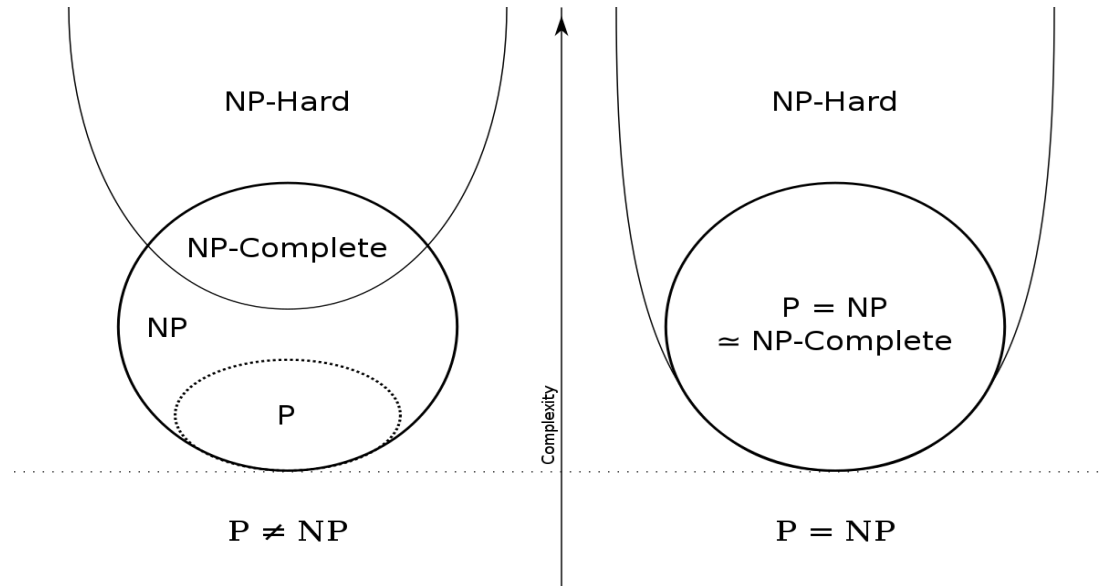 NP-Hard
NP-Complete
NP
P
P ≠ NP
Complexity
NP-Hard
P = NP
≃ NP-Complete
P = NP